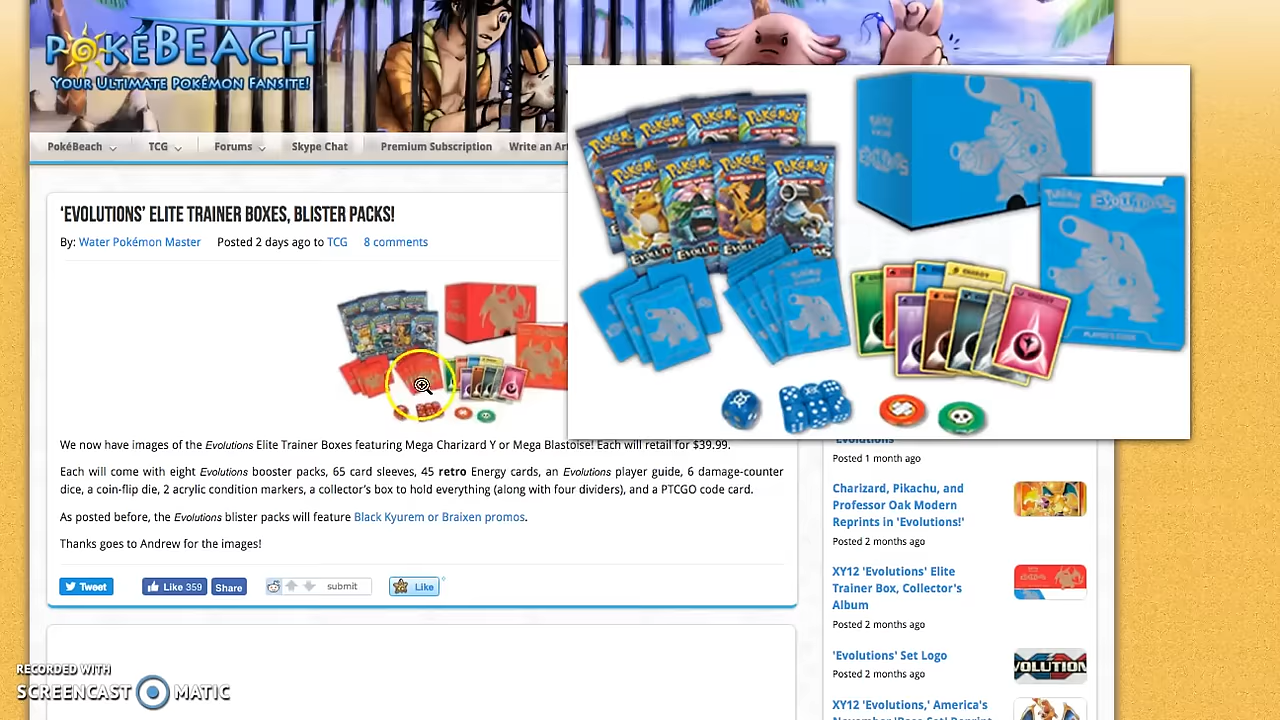 POKÉBEACH
YOUR ULTIMATE POKÉMON FANSITE!
PokéBeach TCG Forums Skype Chat Premium Subscription Write an Art
'EVOLUTIONS' ELITE TRAINER BOXES, BLISTER PACKS!
By: Water Pokémon Master Posted 2 days ago to TCG 8 comments
POKÉMON
EVOLUTIONS
PLAYER'S GUIDE
We now have images of the Evolutions Elite Trainer Boxes featuring Mega Charizard Y or Mega Blastoise! Each will retail for $39.99.
Each will come with eight Evolutions booster packs, 65 card sleeves, 45 retro Energy cards, an Evolutions player guide, 6 damage-counter
dice, a coin-flip die, 2 acrylic condition markers, a collector's box to hold everything (along with four dividers), and a PTCGO code card.
As posted before, the Evolutions blister packs will feature Black Kyurem or Braixen promos.
Thanks goes to Andrew for the images!
Tweet Like 359 Share submit Like
Evolutions
Posted 1 month ago
Charizard, Pikachu, and
Professor Oak Modern
Reprints in 'Evolutions!'
Posted 2 months ago
XY12 'Evolutions' Elite
Trainer Box, Collector's
Album
Posted 2 months ago
'Evolutions' Set Logo
Posted 2 months ago
VOLUTION
XY12 'Evolutions,' America's
RECORDED WITH
SCREENCAST MATIC